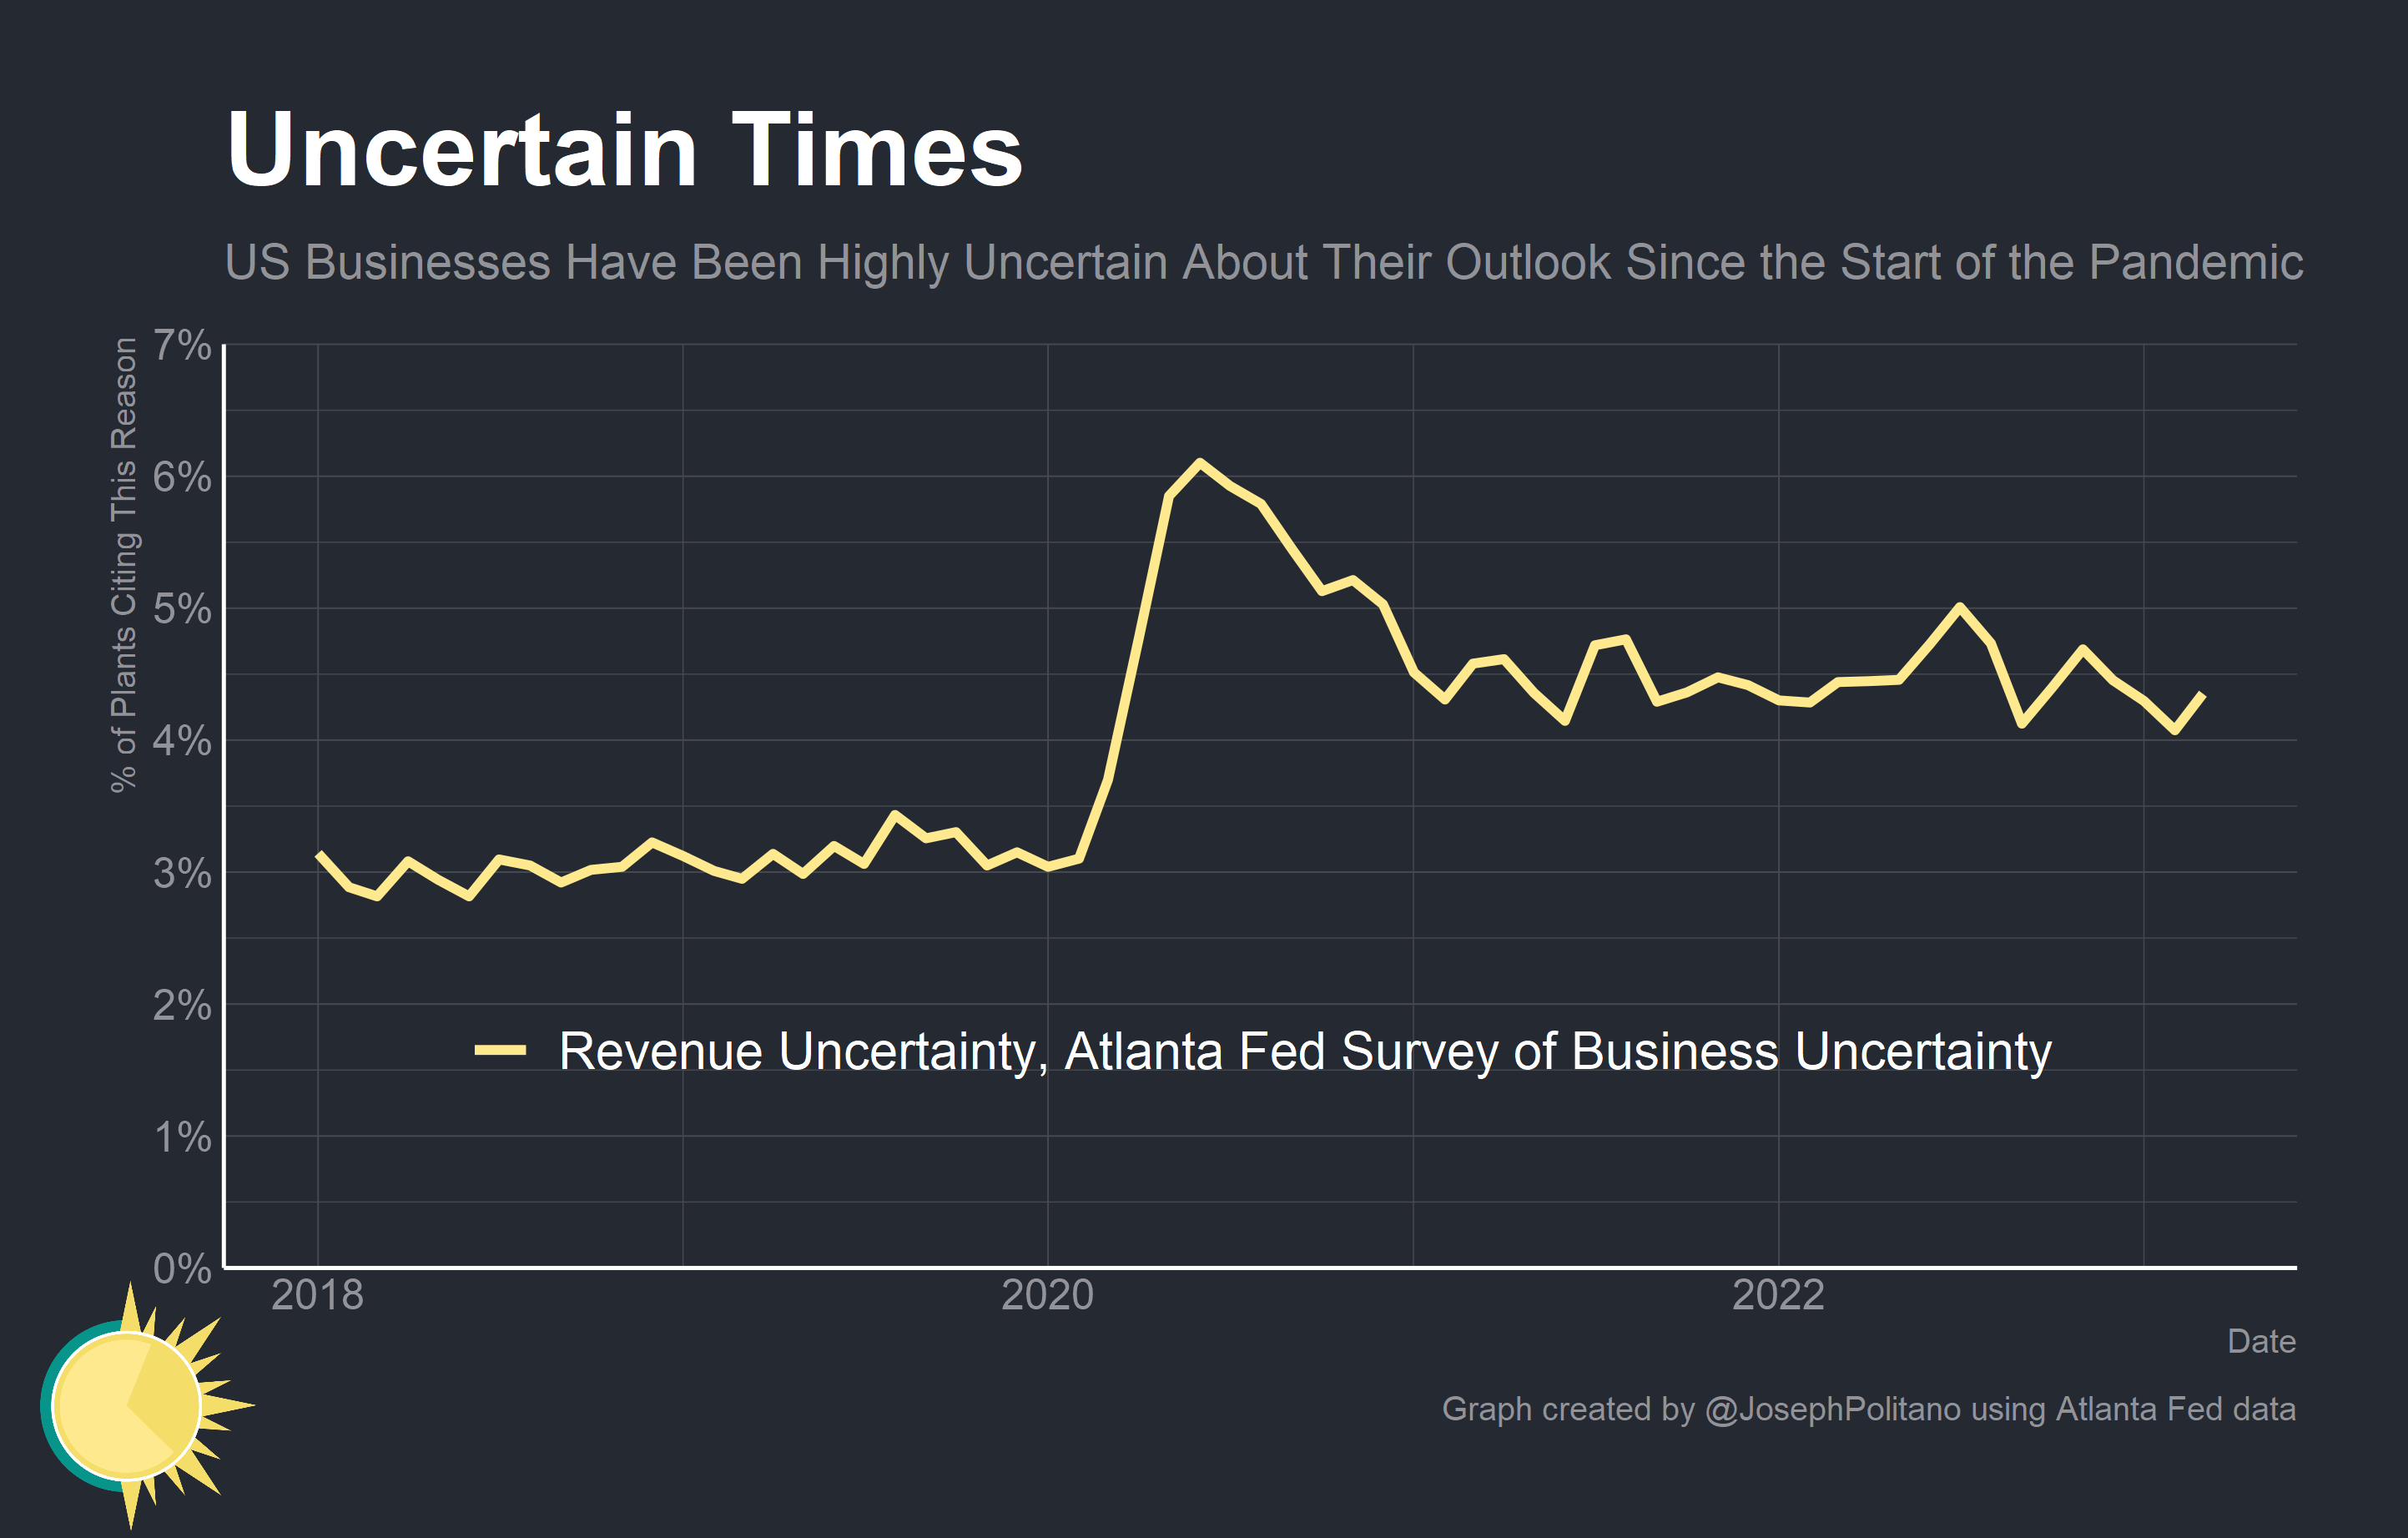 Uncertain Times
US Businesses Have Been Highly Uncertain About Their Outlook Since the Start of the Pandemic
% of Plants Citing This Reason
7%
6%
5%
4%
3%
2%
1%
0%
Revenue Uncertainty, Atlanta Fed Survey of Business Uncertainty
2018
2020
2022
Date
Graph created by @JosephPolitano using Atlanta Fed data